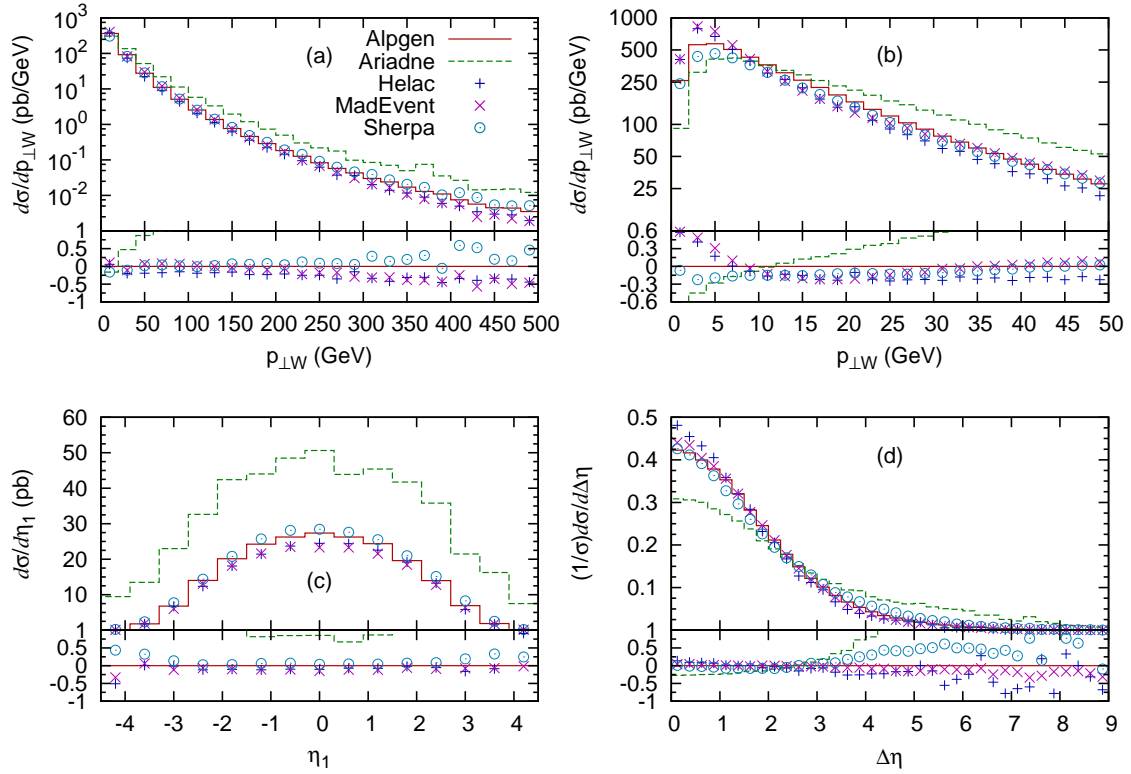 dσ/dp⊥W (pb/GeV)
10^3
10^2
10^1
10^0
10^-1
10^-2
1
0.5
0
-0.5
-1
(a)
Alpgen
Ariadne
Helac
MadEvent
Sherpa
50 100 150 200 250 300 350 400 450 500
p⊥W (GeV)
dσ/dp⊥W (pb/GeV)
1000
500
250
100
50
25
0.6
0.3
0
-0.3
-0.6
(b)
0 5 10 15 20 25 30 35 40 45 50
p⊥W (GeV)
dσ/dη1 (pb)
60
50
40
30
20
10
1
0.5
0
-0.5
-1
(c)
-4 -3 -2 -1 0 1 2 3 4
η1
(1/σ)dσ/dΔη
0.5
0.4
0.3
0.2
0.1
1
0.5
0
-0.5
-1
(d)
0 1 2 3 4 5 6 7 8 9
Δη